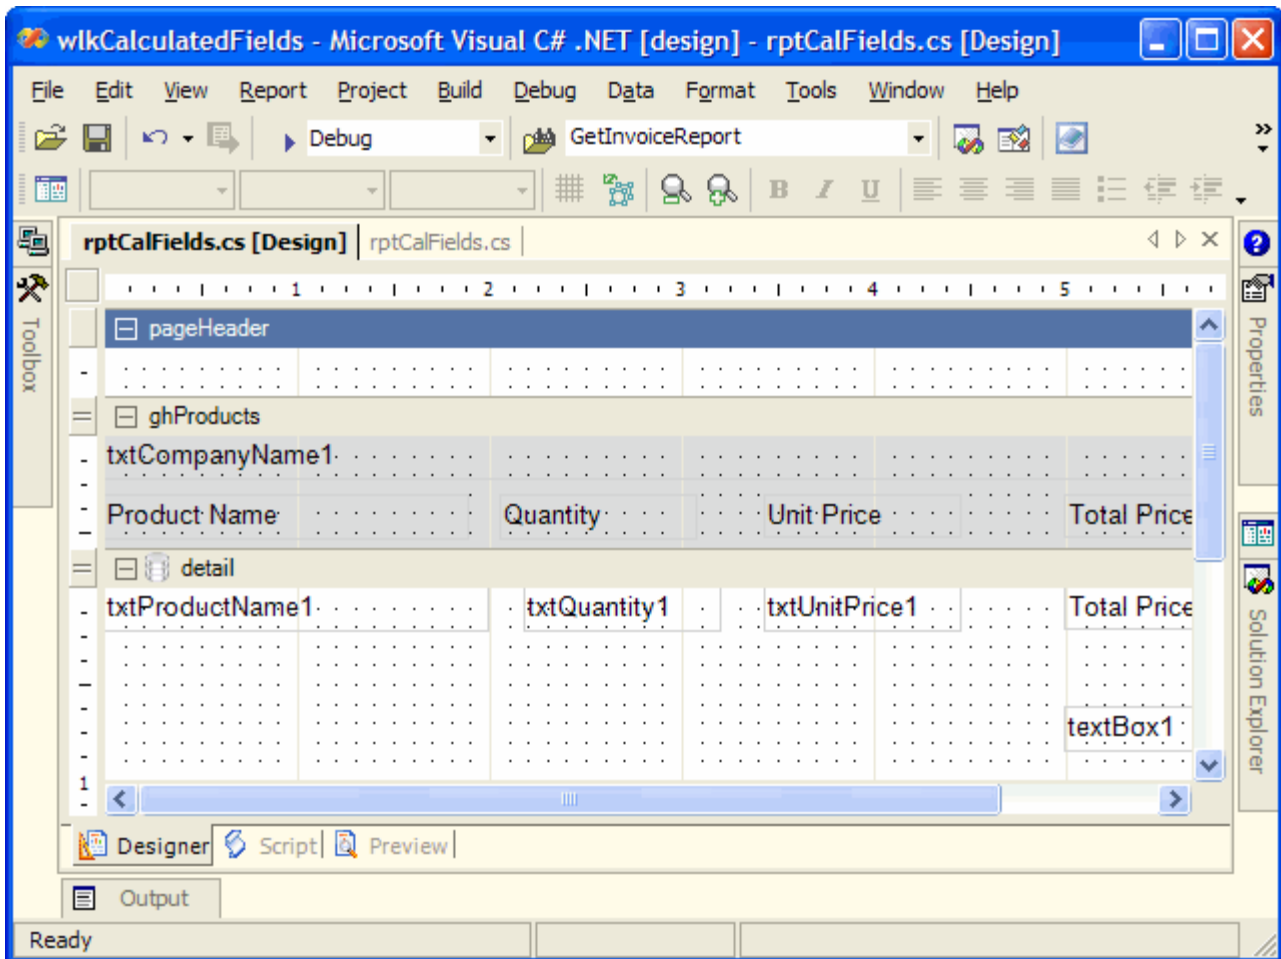 wlkCalculatedFields - Microsoft Visual C# .NET [design] - rptCalFields.cs [Design]
File Edit View Report Project Build Debug Data Format Tools Window Help
Debug GetInvoiceReport
B I U
rptCalFields.cs [Design] rptCalFields.cs
1 2 3 4 5
Toolbox
Properties
Solution Explorer
pageHeader
ghProducts
txtCompanyName1
Product Name Quantity Unit Price Total Price
detail
txtProductName1 txtQuantity1 txtUnitPrice1 Total Price
textBox1
1
Designer Script Preview
Output
Ready